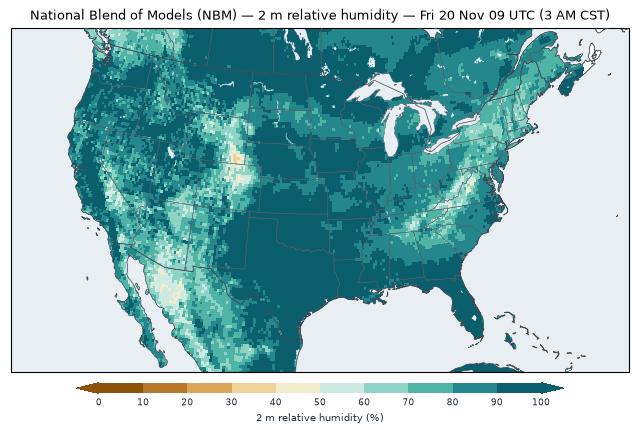 National Blend of Models (NBM) — 2 m relative humidity — Fri 20 Nov 09 UTC (3 AM CST)
0 10 20 30 40 50 60 70 80 90 100
2 m relative humidity (%)